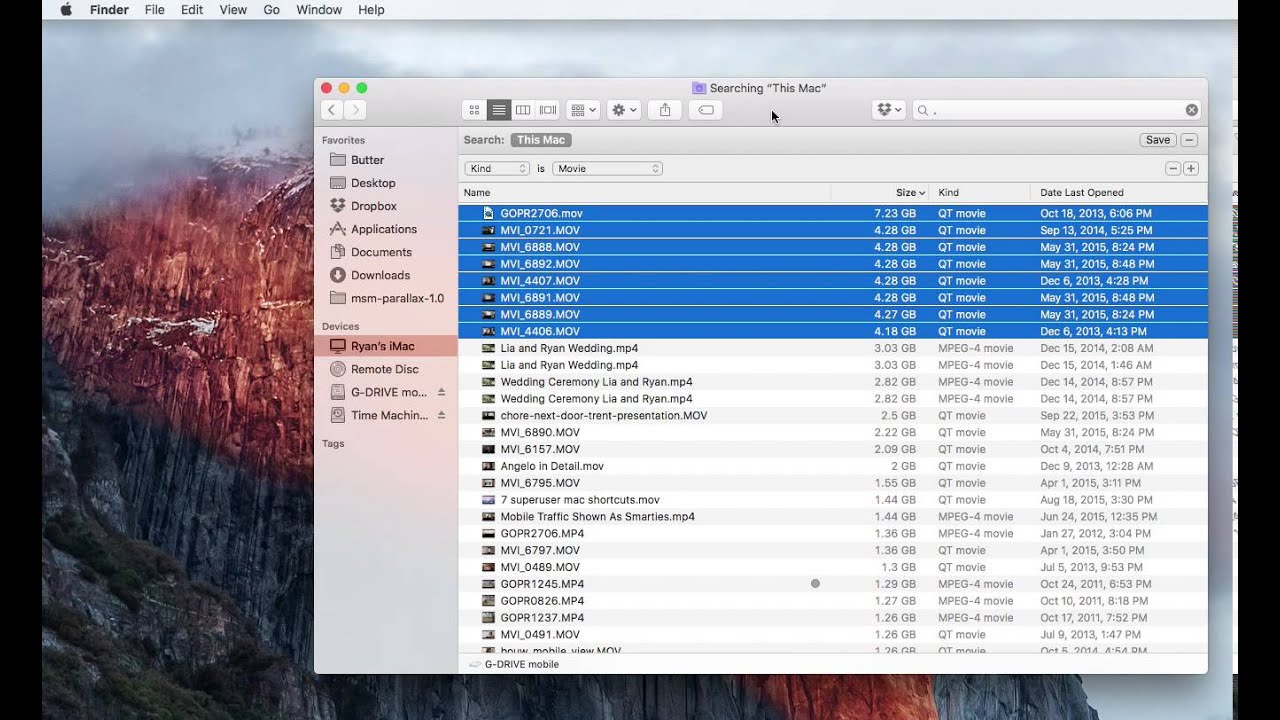 Finder File Edit View Go Window Help
Searching “This Mac”
.
Favorites
Butter
Desktop
Dropbox
Applications
Documents
Downloads
msm-parallax-1.0
Devices
Ryan's iMac
Remote Disc
G-DRIVE mo...
Time Machin...
Tags
Search: This Mac Save
Kind is Movie
Name Size Kind Date Last Opened
GOPR2706.mov 7.23 GB QT movie Oct 18, 2013, 6:06 PM
MVI_0721.MOV 4.28 GB QT movie Sep 13, 2014, 5:25 PM
MVI_6888.MOV 4.28 GB QT movie May 31, 2015, 8:24 PM
MVI_6892.MOV 4.28 GB QT movie May 31, 2015, 8:48 PM
MVI_4407.MOV 4.28 GB QT movie Dec 6, 2013, 4:28 PM
MVI_6891.MOV 4.28 GB QT movie May 31, 2015, 8:48 PM
MVI_6889.MOV 4.27 GB QT movie May 31, 2015, 8:24 PM
MVI_4406.MOV 4.18 GB QT movie Dec 6, 2013, 4:13 PM
Lia and Ryan Wedding.mp4 3.03 GB MPEG-4 movie Dec 15, 2014, 2:08 AM
Lia and Ryan Wedding.mp4 3.03 GB MPEG-4 movie Dec 15, 2014, 1:46 AM
Wedding Ceremony Lia and Ryan.mp4 2.82 GB MPEG-4 movie Dec 14, 2014, 8:57 PM
Wedding Ceremony Lia and Ryan.mp4 2.82 GB MPEG-4 movie Dec 14, 2014, 8:57 PM
chore-next-door-trent-presentation.MOV 2.5 GB QT movie Sep 22, 2015, 3:53 PM
MVI_6890.MOV 2.22 GB QT movie May 31, 2015, 8:24 PM
MVI_6157.MOV 2.09 GB QT movie Oct 4, 2014, 7:51 PM
Angelo in Detail.mov 2 GB QT movie Dec 9, 2013, 12:28 AM
MVI_6795.MOV 1.55 GB QT movie Apr 1, 2015, 3:11 PM
7 superuser mac shortcuts.mov 1.44 GB QT movie Aug 18, 2015, 3:30 PM
Mobile Traffic Shown As Smarties.mp4 1.44 GB MPEG-4 movie Jun 24, 2015, 12:35 PM
GOPR2706.MP4 1.36 GB MPEG-4 movie Jan 27, 2012, 3:04 PM
MVI_6797.MOV 1.36 GB QT movie Apr 1, 2015, 3:50 PM
MVI_0489.MOV 1.3 GB QT movie Jul 5, 2013, 9:53 PM
GOPR1245.MP4 1.29 GB MPEG-4 movie Oct 24, 2011, 6:53 PM
GOPR0826.MP4 1.27 GB MPEG-4 movie Oct 10, 2011, 8:18 PM
GOPR1237.MP4 1.26 GB MPEG-4 movie Oct 17, 2011, 7:52 PM
MVI_0491.MOV 1.26 GB QT movie Jul 9, 2013, 1:47 PM
houw_mobile_view.MOV 1.26 GB QT movie Oct 5, 2014, 4:54 PM
G-DRIVE mobile